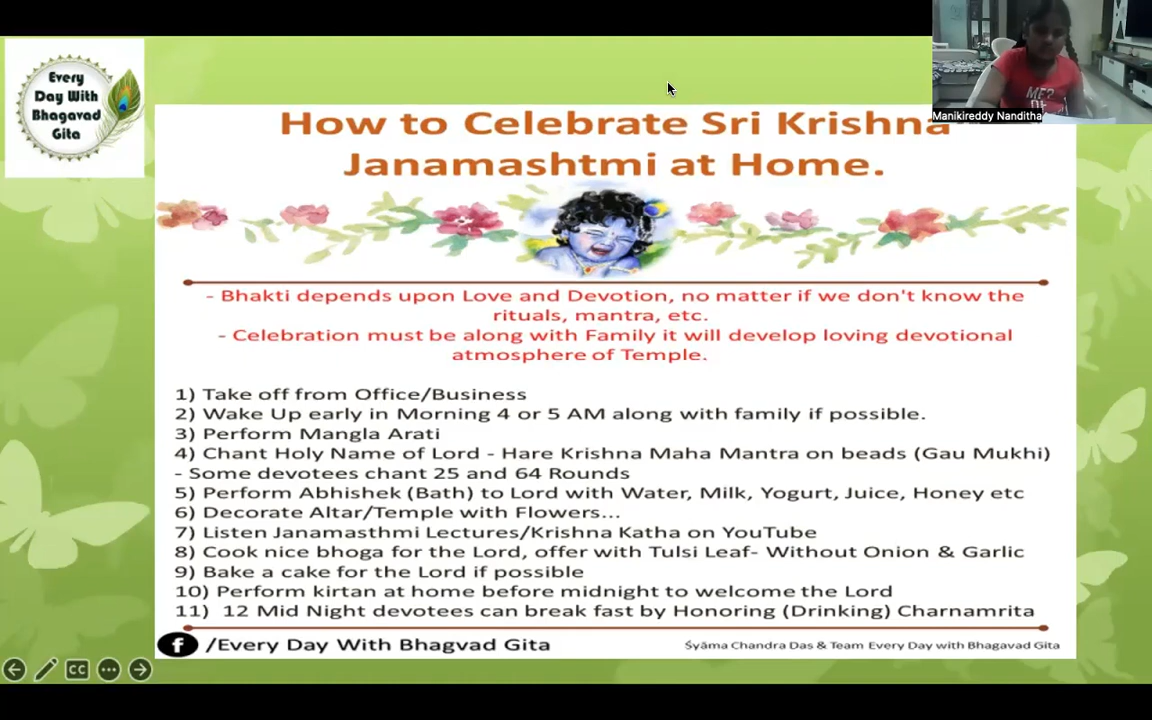 Every
Day With
Bhagavad
Gita
ME?
Manikireddy Nanditha
How to Celebrate Sri Krishna
Janamashtmi at Home.
- Bhakti depends upon Love and Devotion, no matter if we don't know the
rituals, mantra, etc.
- Celebration must be along with Family it will develop loving devotional
atmosphere of Temple.
1) Take off from Office/Business
2) Wake Up early in Morning 4 or 5 AM along with family if possible.
3) Perform Mangla Arati
4) Chant Holy Name of Lord - Hare Krishna Maha Mantra on beads (Gau Mukhi)
- Some devotees chant 25 and 64 Rounds
5) Perform Abhishek (Bath) to Lord with Water, Milk, Yogurt, Juice, Honey etc
6) Decorate Altar/Temple with Flowers...
7) Listen Janamasthmi Lectures/Krishna Katha on YouTube
8) Cook nice bhoga for the Lord, offer with Tulsi Leaf- Without Onion & Garlic
9) Bake a cake for the Lord if possible
10) Perform kirtan at home before midnight to welcome the Lord
11) 12 Mid Night devotees can break fast by Honoring (Drinking) Charnamrita
f /Every Day With Bhagvad Gita
Śyāma Chandra Das & Team Every Day with Bhagavad Gita
CC